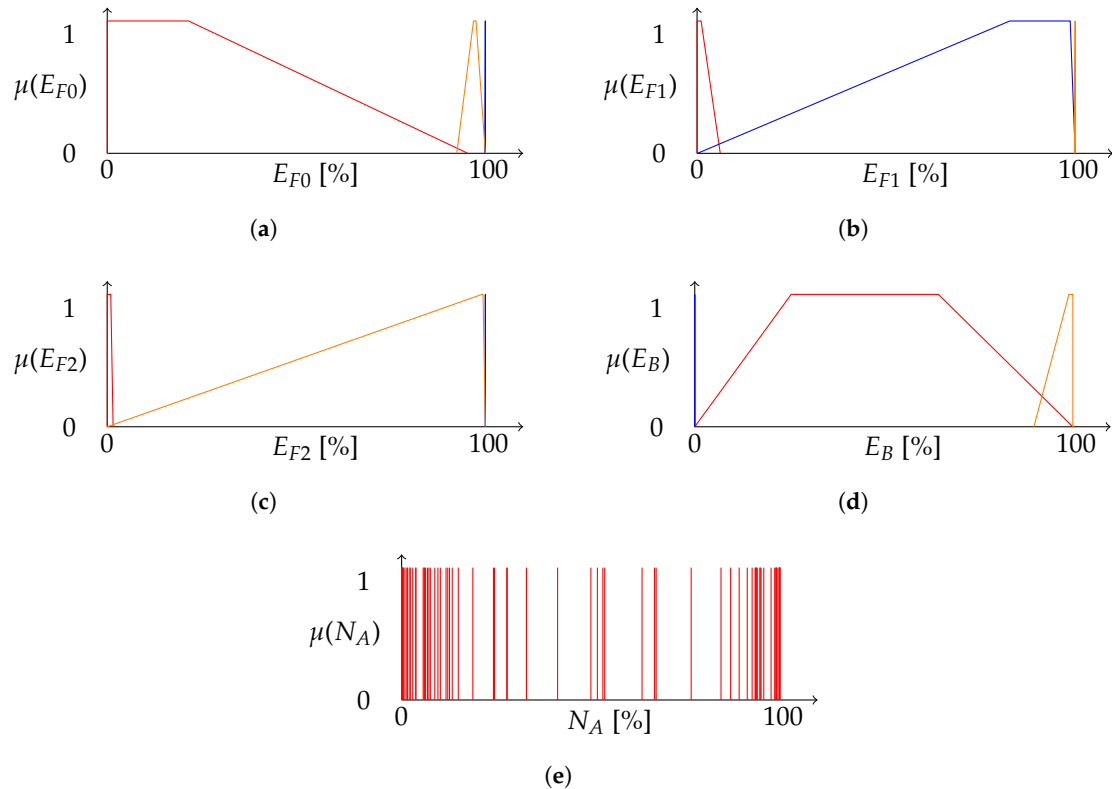 1
μ(E_F0)
0
0 E_F0 [%] 100
(a)
1
μ(E_F1)
0
0 E_F1 [%] 100
(b)
1
μ(E_F2)
0
0 E_F2 [%] 100
(c)
1
μ(E_B)
0
0 E_B [%] 100
(d)
1
μ(N_A)
0
0 N_A [%] 100
(e)